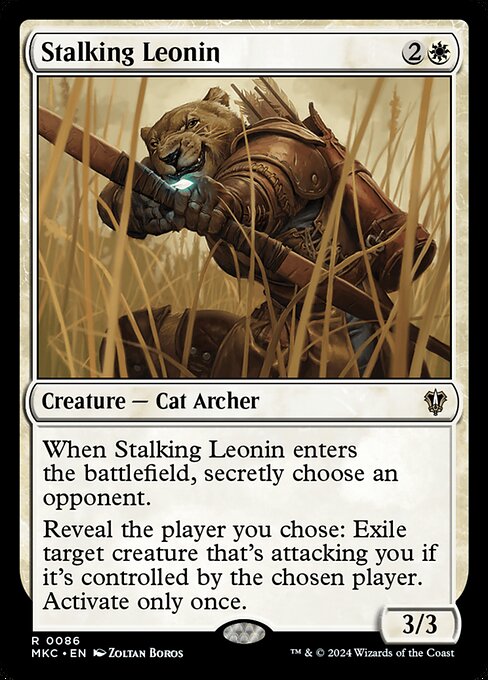 Stalking Leonin 2
Creature — Cat Archer
When Stalking Leonin enters
the battlefield, secretly choose an
opponent.
Reveal the player you chose: Exile
target creature that's attacking you if
it's controlled by the chosen player.
Activate only once.
3/3
R 0086
MKC • EN Zoltan Boros
™ & © 2024 Wizards of the Coast